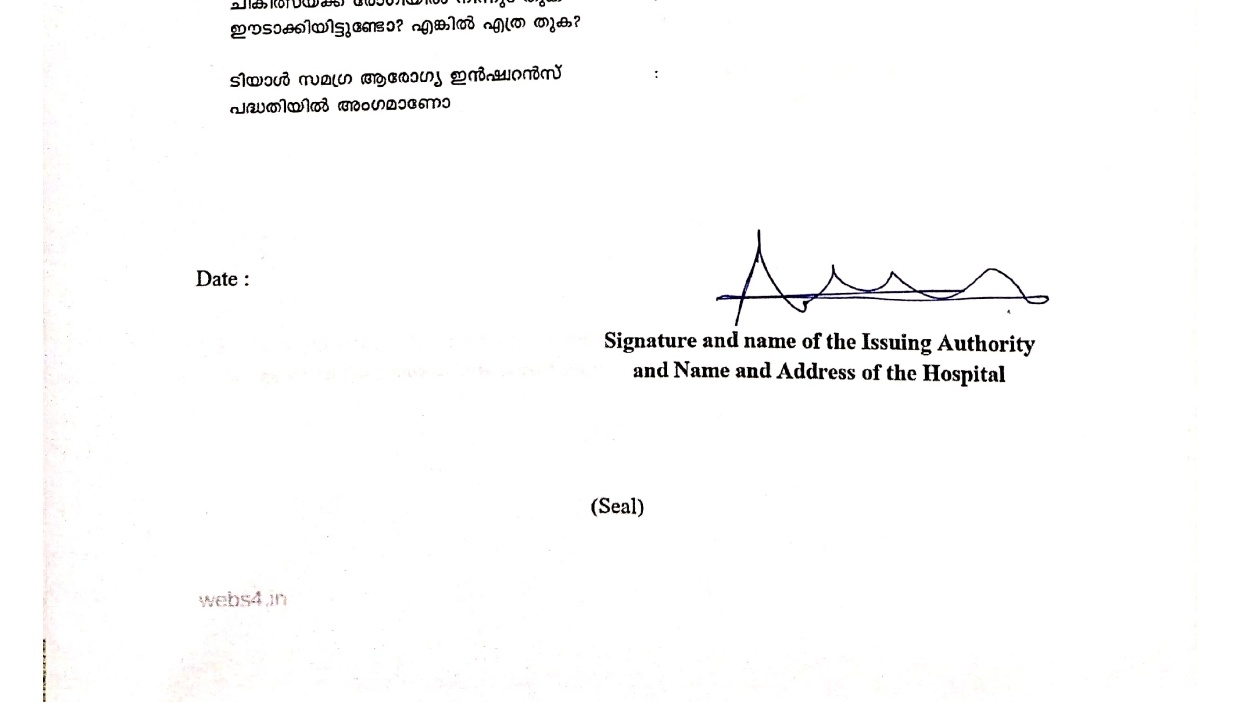 ചികിത്സയ്ക്ക് രോഗിയിൽ നിന്നും തുക
ഈടാക്കിയിട്ടുണ്ടോ? എങ്കിൽ എത്ര തുക?
ടിയാൾ സമഗ്ര ആരോഗ്യ ഇൻഷ്വറൻസ് :
പദ്ധതിയിൽ അംഗമാണോ
Date :
Signature and name of the Issuing Authority
and Name and Address of the Hospital
(Seal)
webs4.in